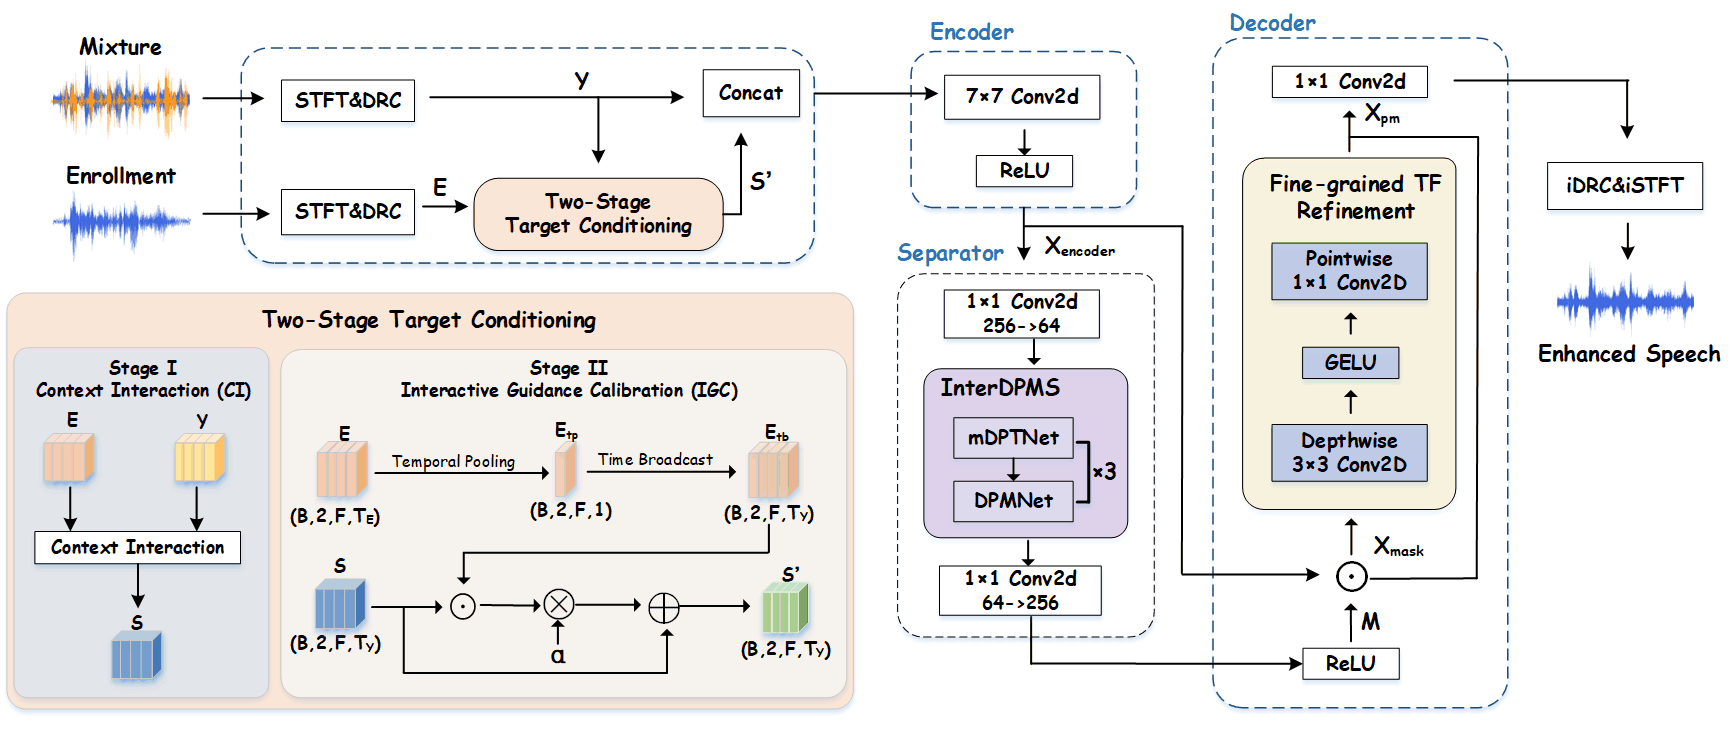 Mixture
STFT&DRC
Y
Concat
Enrollment
STFT&DRC
E
Two-Stage
Target Conditioning
S’
Encoder
7×7 Conv2d
ReLU
Xencoder
Separator
1×1 Conv2d
256->64
InterDPMS
mDPTNet
DPMNet
×3
1×1 Conv2d
64->256
Decoder
1×1 Conv2d
Xpm
Fine-grained TF
Refinement
Pointwise
1×1 Conv2D
GELU
Depthwise
3×3 Conv2D
Xmask
M
ReLU
iDRC&iSTFT
Enhanced Speech
Two-Stage Target Conditioning
Stage I
Context Interaction (CI)
E
Y
Context Interaction
S
Stage II
Interactive Guidance Calibration (IGC)
E
Temporal Pooling
Etp
Time Broadcast
Etb
(B,2,F,TE)
(B,2,F,1)
(B,2,F,TY)
S
S’
(B,2,F,TY)
α
(B,2,F,TY)